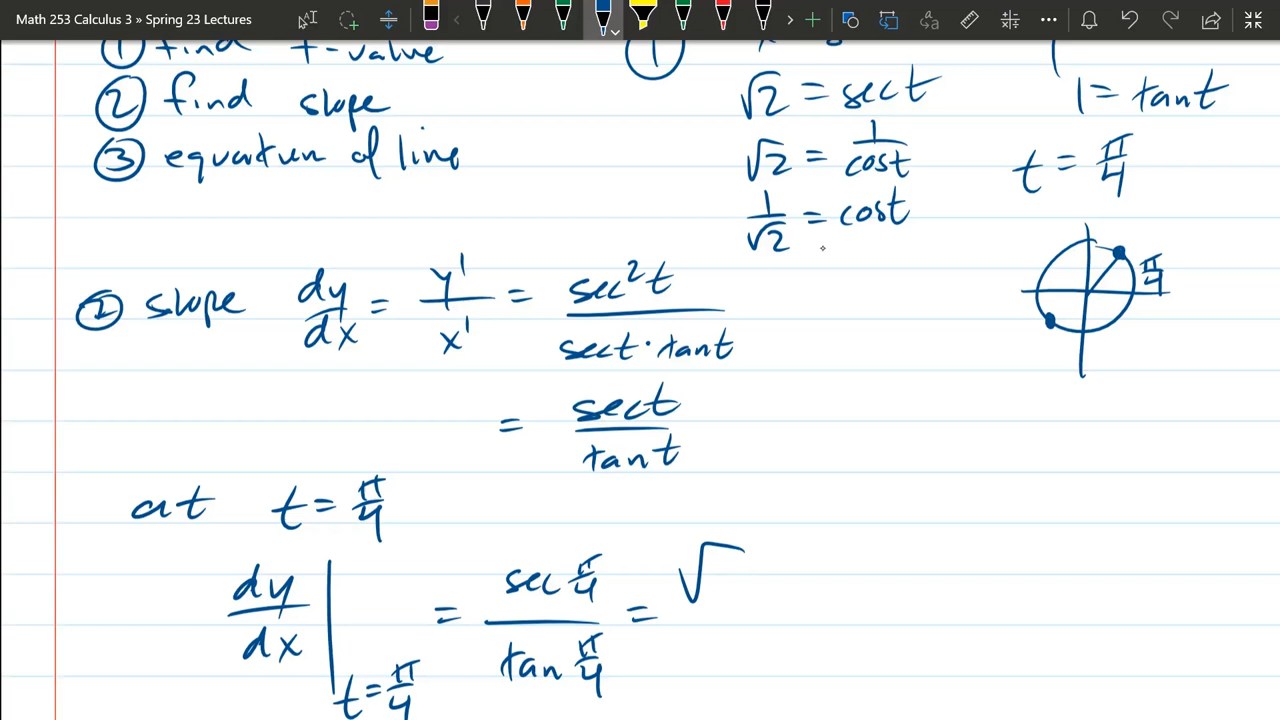 Math 253 Calculus 3 » Spring 23 Lectures
① find t-value
② find slope
③ equation of line
①
√2 = sec t
√2 = 1/cos t
1/√2 = cos t
1 = tan t
t = π/4
π/4
② slope dy/dx = y'/x' = sec²t / sec t · tan t
= sec t / tan t
at t = π/4
dy/dx |t=π/4 = sec π/4 / tan π/4 = √